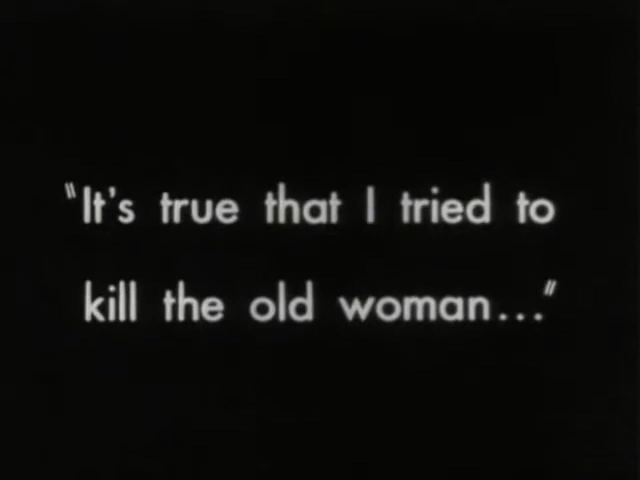 "It's true that I tried to
kill the old woman..."